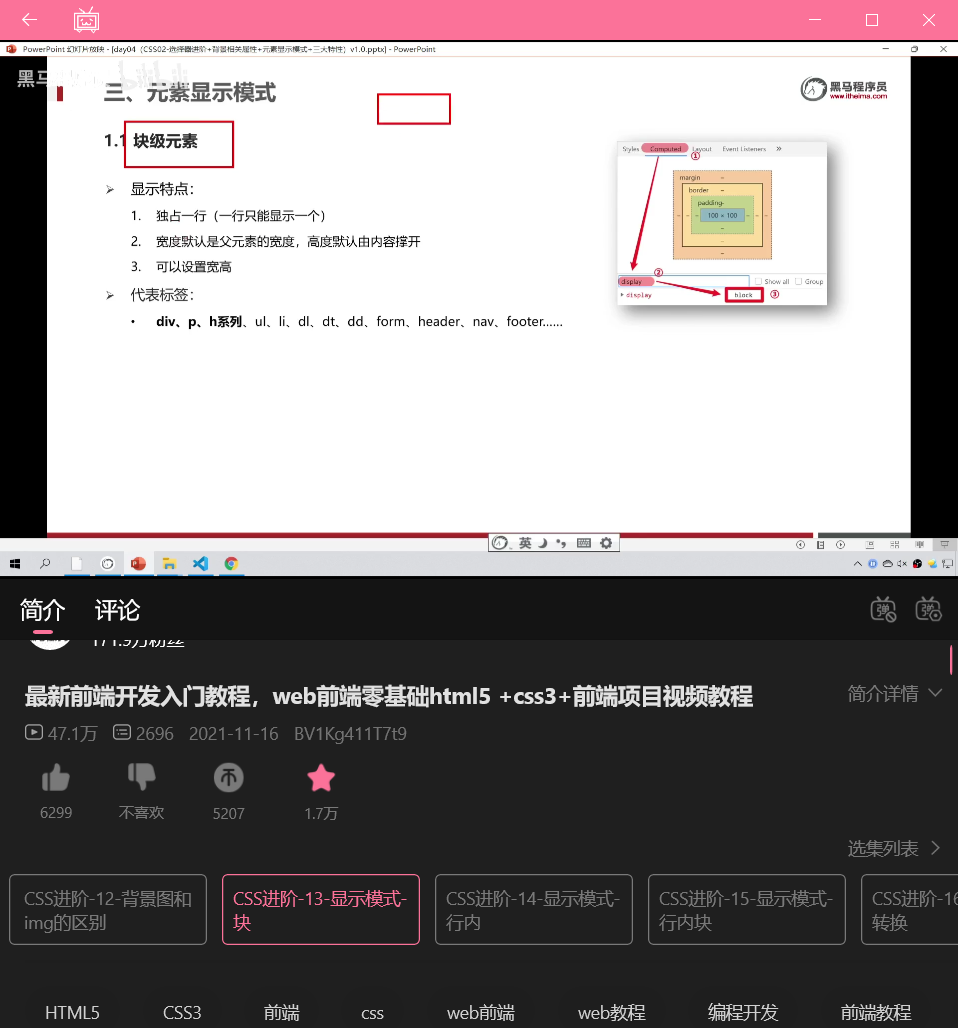 PowerPoint 幻灯片放映 - [day04（CSS02-选择器进阶+背景相关属性+元素显示模式+三大特性）v1.0.pptx] - PowerPoint
黑马
bilibili
三、元素显示模式
黑马程序员
www.itheima.com
1.1 块级元素
显示特点：
1. 独占一行（一行只能显示一个）
2. 宽度默认是父元素的宽度，高度默认由内容撑开
3. 可以设置宽高
代表标签：
• div、p、h系列、ul、li、dl、dt、dd、form、header、nav、footer……
Styles Computed Layout Event Listeners »
①
margin -
border -
padding-
100 × 100
②
display Show all Group
display block ③
英
简介 评论
171.9万粉丝
最新前端开发入门教程，web前端零基础html5 +css3+前端项目视频教程
简介详情
47.1万 2696 2021-11-16 BV1Kg411T7t9
6299 不喜欢 5207 1.7万
选集列表
CSS进阶-12-背景图和img的区别
CSS进阶-13-显示模式-块
CSS进阶-14-显示模式-行内
CSS进阶-15-显示模式-行内块
CSS进阶-16
转换
HTML5 CSS3 前端 css web前端 web教程 编程开发 前端教程